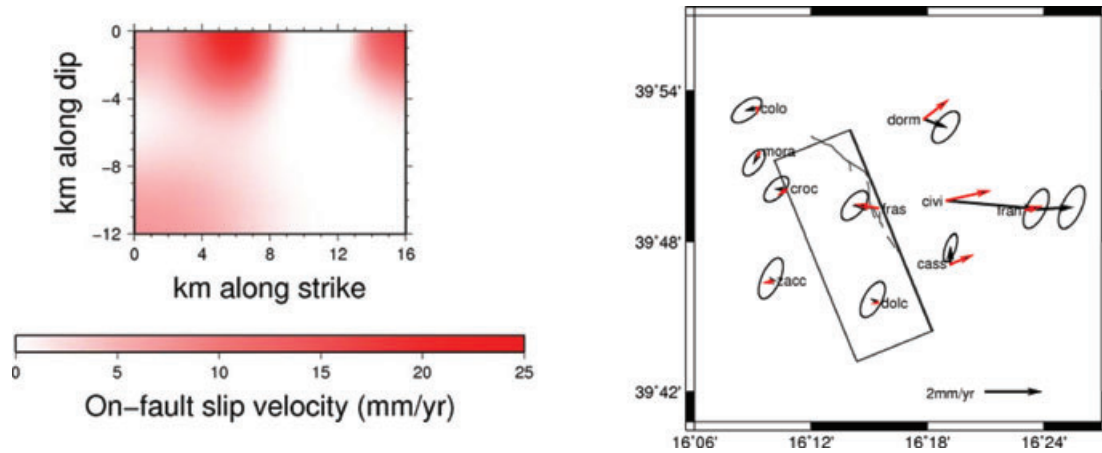 km along dip
0
−4
−8
−12
0
4
8
12
16
km along strike
0
5
10
15
20
25
On−fault slip velocity (mm/yr)
39˚54'
39˚48'
39˚42'
16˚06'
16˚12'
16˚18'
16˚24'
colo
dorm
mora
croc
civi
fras
fran
cass
zacc
dolc
2mm/yr